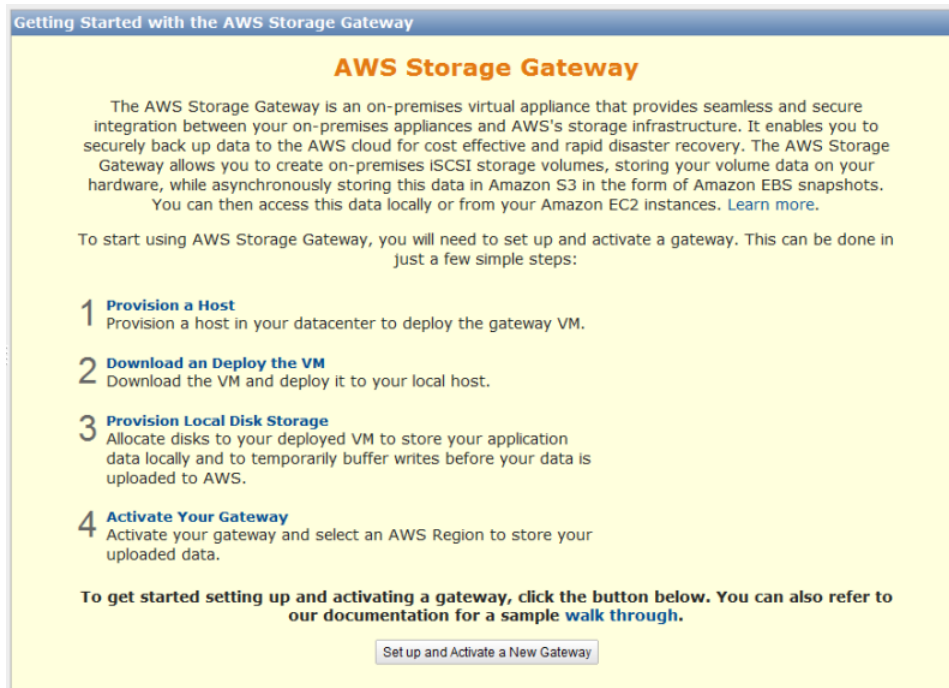 Getting Started with the AWS Storage Gateway
AWS Storage Gateway
The AWS Storage Gateway is an on-premises virtual appliance that provides seamless and secure
integration between your on-premises appliances and AWS's storage infrastructure. It enables you to
securely back up data to the AWS cloud for cost effective and rapid disaster recovery. The AWS Storage
Gateway allows you to create on-premises iSCSI storage volumes, storing your volume data on your
hardware, while asynchronously storing this data in Amazon S3 in the form of Amazon EBS snapshots.
You can then access this data locally or from your Amazon EC2 instances. Learn more.
To start using AWS Storage Gateway, you will need to set up and activate a gateway. This can be done in
just a few simple steps:
1 Provision a Host
Provision a host in your datacenter to deploy the gateway VM.
2 Download an Deploy the VM
Download the VM and deploy it to your local host.
3 Provision Local Disk Storage
Allocate disks to your deployed VM to store your application
data locally and to temporarily buffer writes before your data is
uploaded to AWS.
4 Activate Your Gateway
Activate your gateway and select an AWS Region to store your
uploaded data.
To get started setting up and activating a gateway, click the button below. You can also refer to
our documentation for a sample walk through.
Set up and Activate a New Gateway